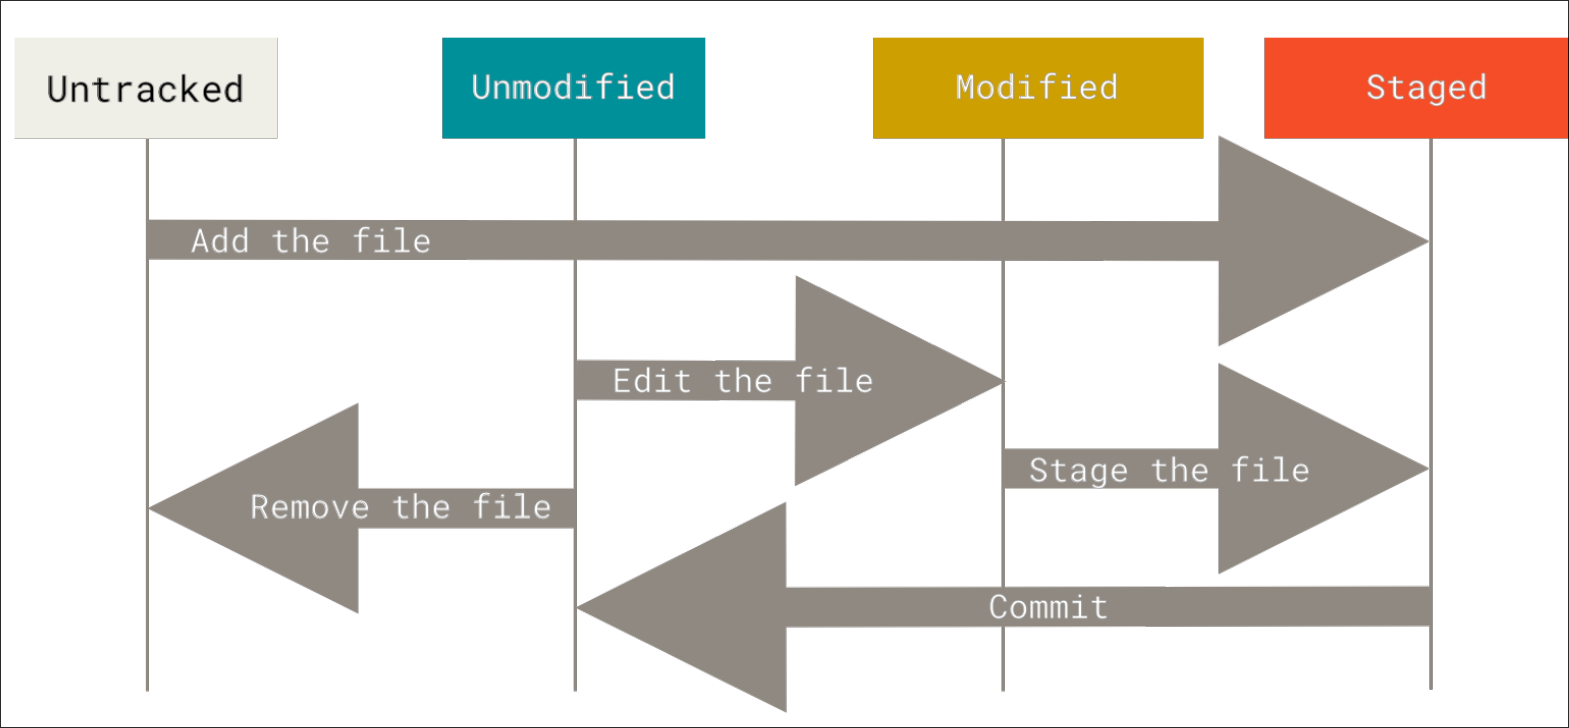 Untracked
Unmodified
Modified
Staged
Add the file
Edit the file
Stage the file
Remove the file
Commit